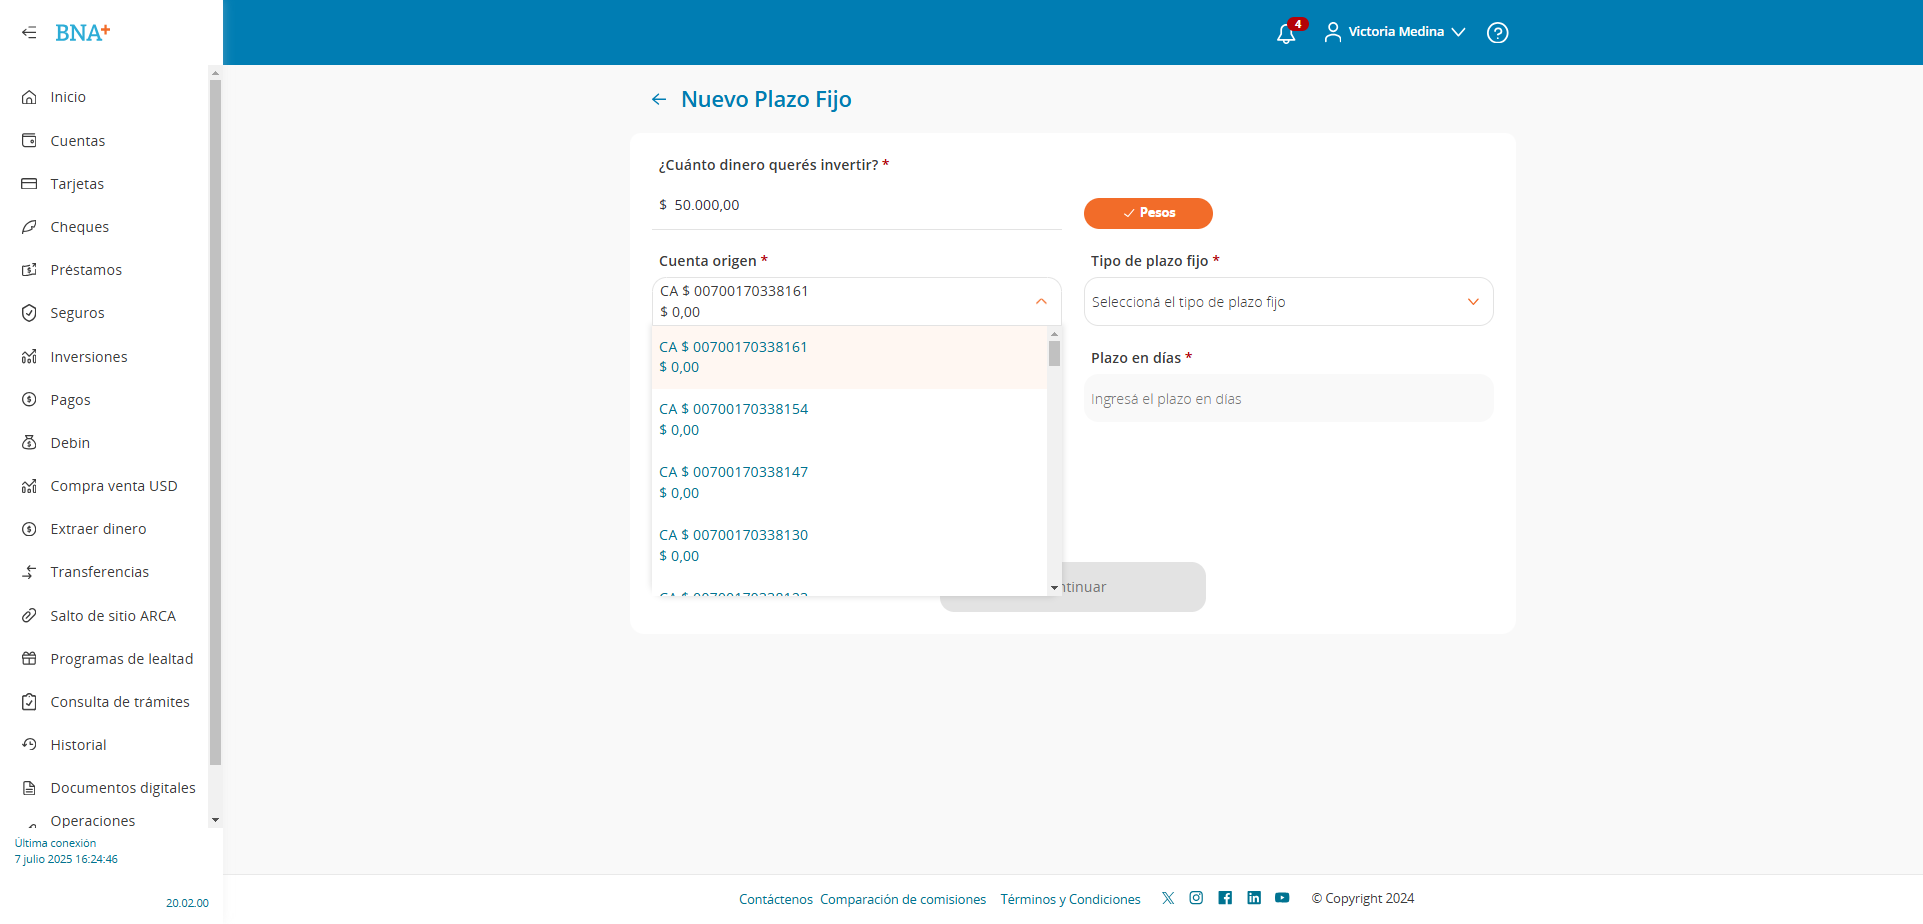 BNA+
4
Victoria Medina
Inicio
Cuentas
Tarjetas
Cheques
Préstamos
Seguros
Inversiones
Pagos
Debin
Compra venta USD
Extraer dinero
Transferencias
Salto de sitio ARCA
Programas de lealtad
Consulta de trámites
Historial
Documentos digitales
Operaciones
Última conexión
7 julio 2025 16:24:46
20.02.00
Nuevo Plazo Fijo
¿Cuánto dinero querés invertir? *
$ 50.000,00
Pesos
Cuenta origen *
CA $ 00700170338161
$ 0,00
CA $ 00700170338161
$ 0,00
CA $ 00700170338154
$ 0,00
CA $ 00700170338147
$ 0,00
CA $ 00700170338130
$ 0,00
Tipo de plazo fijo *
Seleccioná el tipo de plazo fijo
Plazo en días *
Ingresá el plazo en días
tinuar
Contáctenos Comparación de comisiones Términos y Condiciones
© Copyright 2024